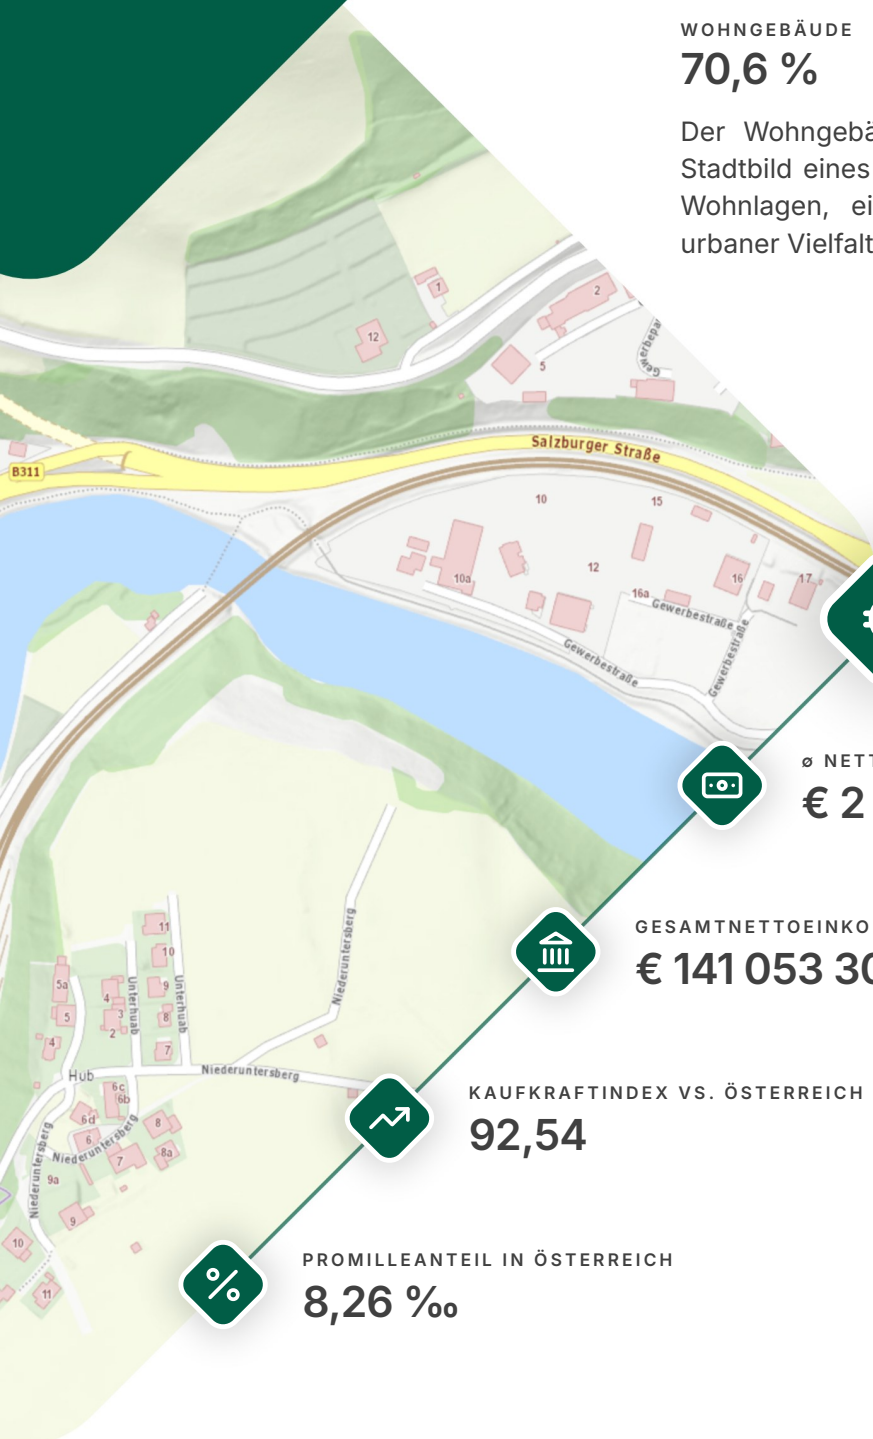 WOHNGEBÄUDE
70,6 %
Der Wohngebä
Stadtbild eines
Wohnlagen, ei
urbaner Vielfalt
1
2
12
5
Gewerbepar
Salzburger Straße
B311
10
15
10a
12
16
17
16a
Gewerbestraße
Gewerbestraße
Gewerbestraße
ø NETT
€ 2
GESAMTNETTOEINKO
€ 141 053 30
11
10
Niederuntersberg
5a
4
9
Unterhuab
Unterhuab
5
3
8
2
4
7
Hub
Niederuntersberg
KAUFKRAFTINDEX VS. ÖSTERREICH
92,54
6c
6b
6d
8
6
Niederuntersberg
7
8a
Niederuntersberg
9a
9
10
11
PROMILLEANTEIL IN ÖSTERREICH
8,26 ‰